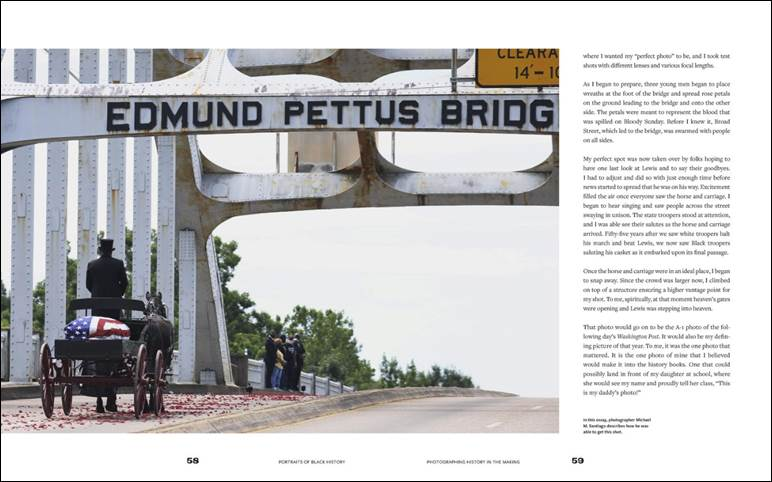 CLEARA
14'-10
EDMUND PETTUS BRIDG
where I wanted my "perfect photo" to be, and I took test
shots with different lenses and various focal lengths.
As I began to prepare, three young men began to place
wreaths at the foot of the bridge and spread rose petals
on the ground leading to the bridge and onto the other
side. The petals were meant to represent the blood that
was spilled on Bloody Sunday. Before I knew it, Broad
Street, which led to the bridge, was swarmed with people
on all sides.
My perfect spot was now taken over by folks hoping to
have one last look at Lewis and to say their goodbyes.
I had to adjust and did so with just enough time before
news started to spread that he was on his way. Excitement
filled the air once everyone saw the horse and carriage. I
began to hear singing and saw people across the street
swaying in unison. The state troopers stood at attention,
and I was able see their salutes as the horse and carriage
arrived. Fifty-five years after we saw white troopers halt
his march and beat Lewis, we now saw Black troopers
saluting his casket as it embarked upon its final passage.
Once the horse and carriage were in an ideal place, I began
to snap away. Since the crowd was larger now, I climbed
on top of a structure ensuring a higher vantage point for
my shot. To me, spiritually, at that moment heaven's gates
were opening and Lewis was stepping into heaven.
That photo would go on to be the A-1 photo of the fol-
lowing day's Washington Post. It would also be my defin-
ing picture of that year. To me, it was the one photo that
mattered. It is the one photo of mine that I believed
would make it into the history books. One that could
possibly land in front of my daughter at school, where
she would see my name and proudly tell her class, "This
is my daddy's photo!"
In this essay, photographer Michael
M. Santiago describes how he was
able to get this shot.
58
PORTRAITS OF BLACK HISTORY
PHOTOGRAPHING HISTORY IN THE MAKING
59